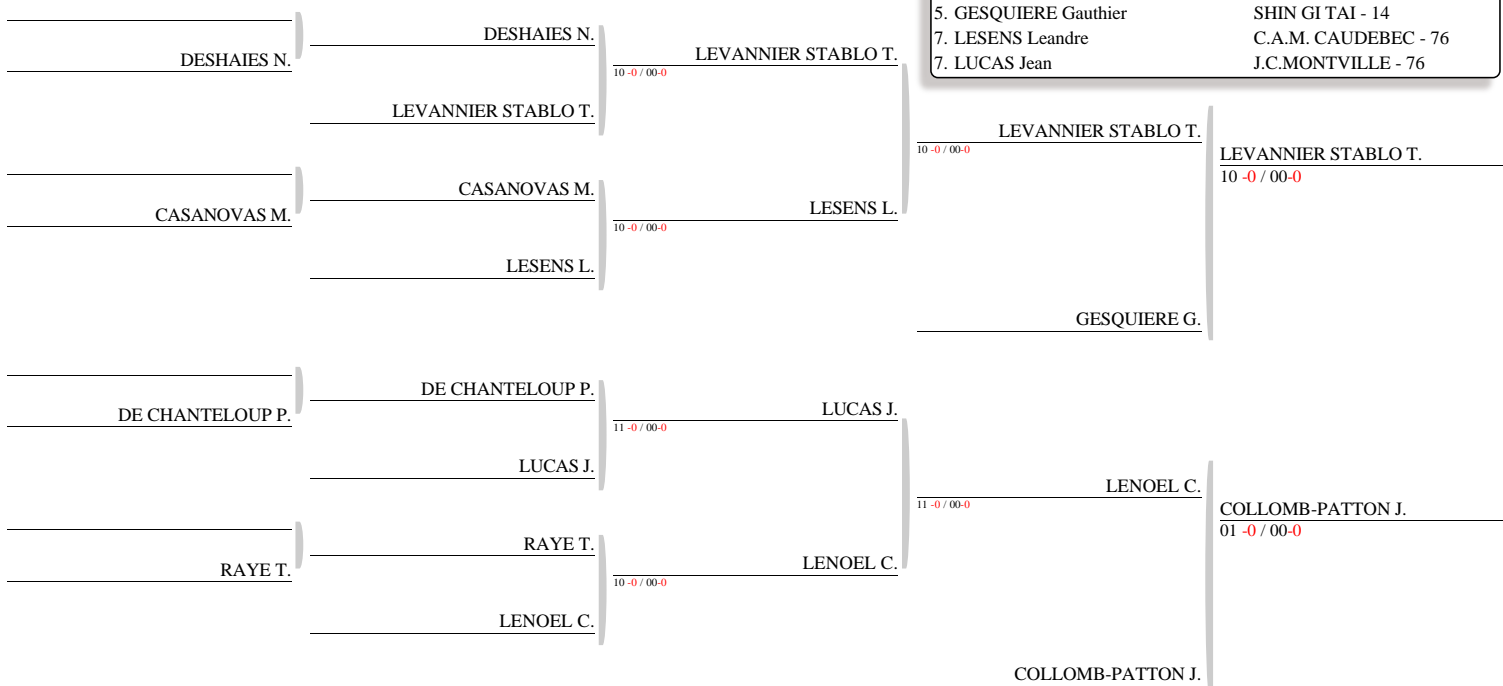 5. GESQUIERE Gauthier SHIN GI TAI - 14
7. LESENS Leandre C.A.M. CAUDEBEC - 76
7. LUCAS Jean J.C.MONTVILLE - 76
DESHAIES N.
DESHAIES N.
LEVANNIER STABLO T.
LEVANNIER STABLO T.
10 -0 / 00-0
CASANOVAS M.
CASANOVAS M.
LESENS L.
LESENS L.
10 -0 / 00-0
LEVANNIER STABLO T.
10 -0 / 00-0
GESQUIERE G.
LEVANNIER STABLO T.
10 -0 / 00-0
DE CHANTELOUP P.
DE CHANTELOUP P.
LUCAS J.
LUCAS J.
11 -0 / 00-0
RAYE T.
RAYE T.
LENOEL C.
LENOEL C.
10 -0 / 00-0
LENOEL C.
11 -0 / 00-0
COLLOMB-PATTON J.
COLLOMB-PATTON J.
01 -0 / 00-0